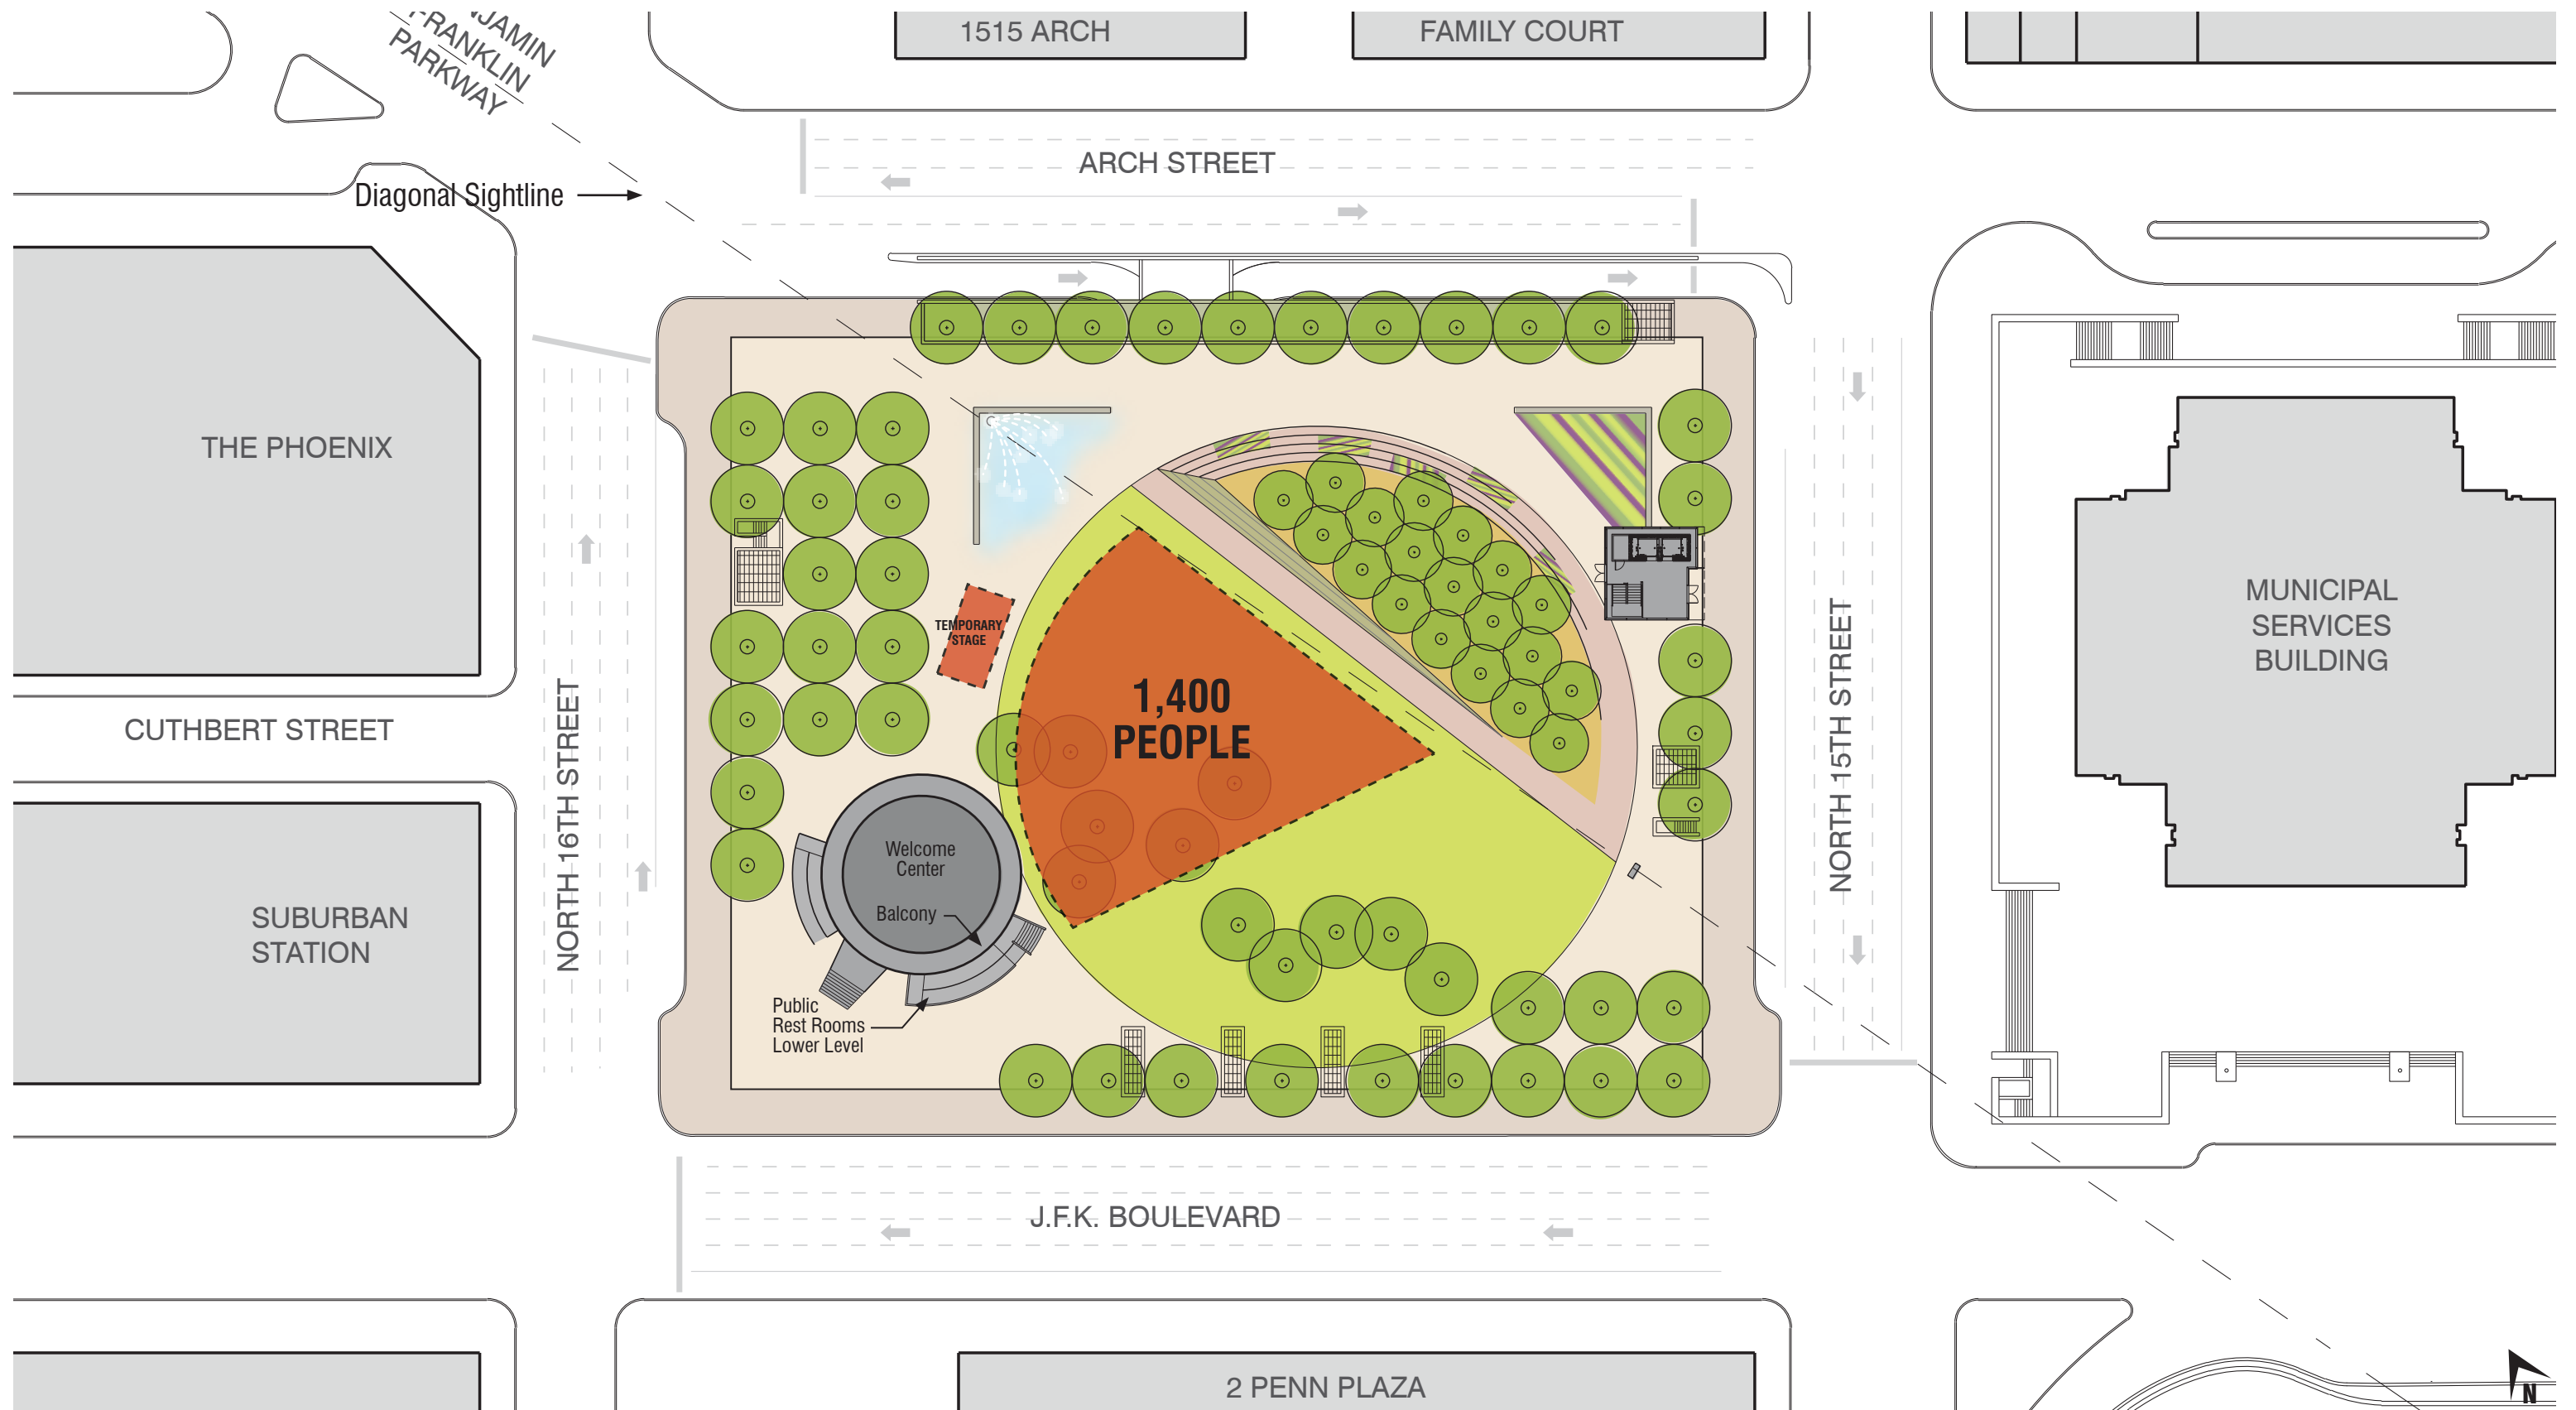 1515 ARCH
FAMILY COURT
FRANKLIN
PARKWAY
ARCH STREET
Diagonal Sightline
THE PHOENIX
TEMPORARY
STAGE
1,400
PEOPLE
MUNICIPAL
SERVICES
BUILDING
NORTH 15TH STREET
CUTHBERT STREET
NORTH 16TH STREET
Welcome
Center
Balcony
SUBURBAN
STATION
Public
Rest Rooms
Lower Level
J.F.K. BOULEVARD
2 PENN PLAZA
N